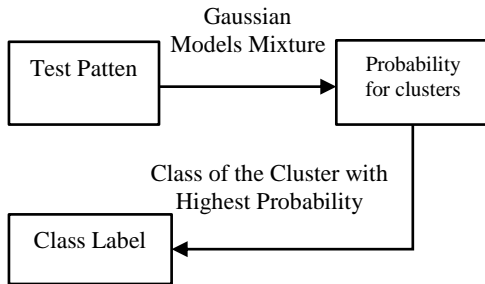 Gaussian
Models Mixture
Test Patten
Probability
for clusters
Class of the Cluster with
Highest Probability
Class Label